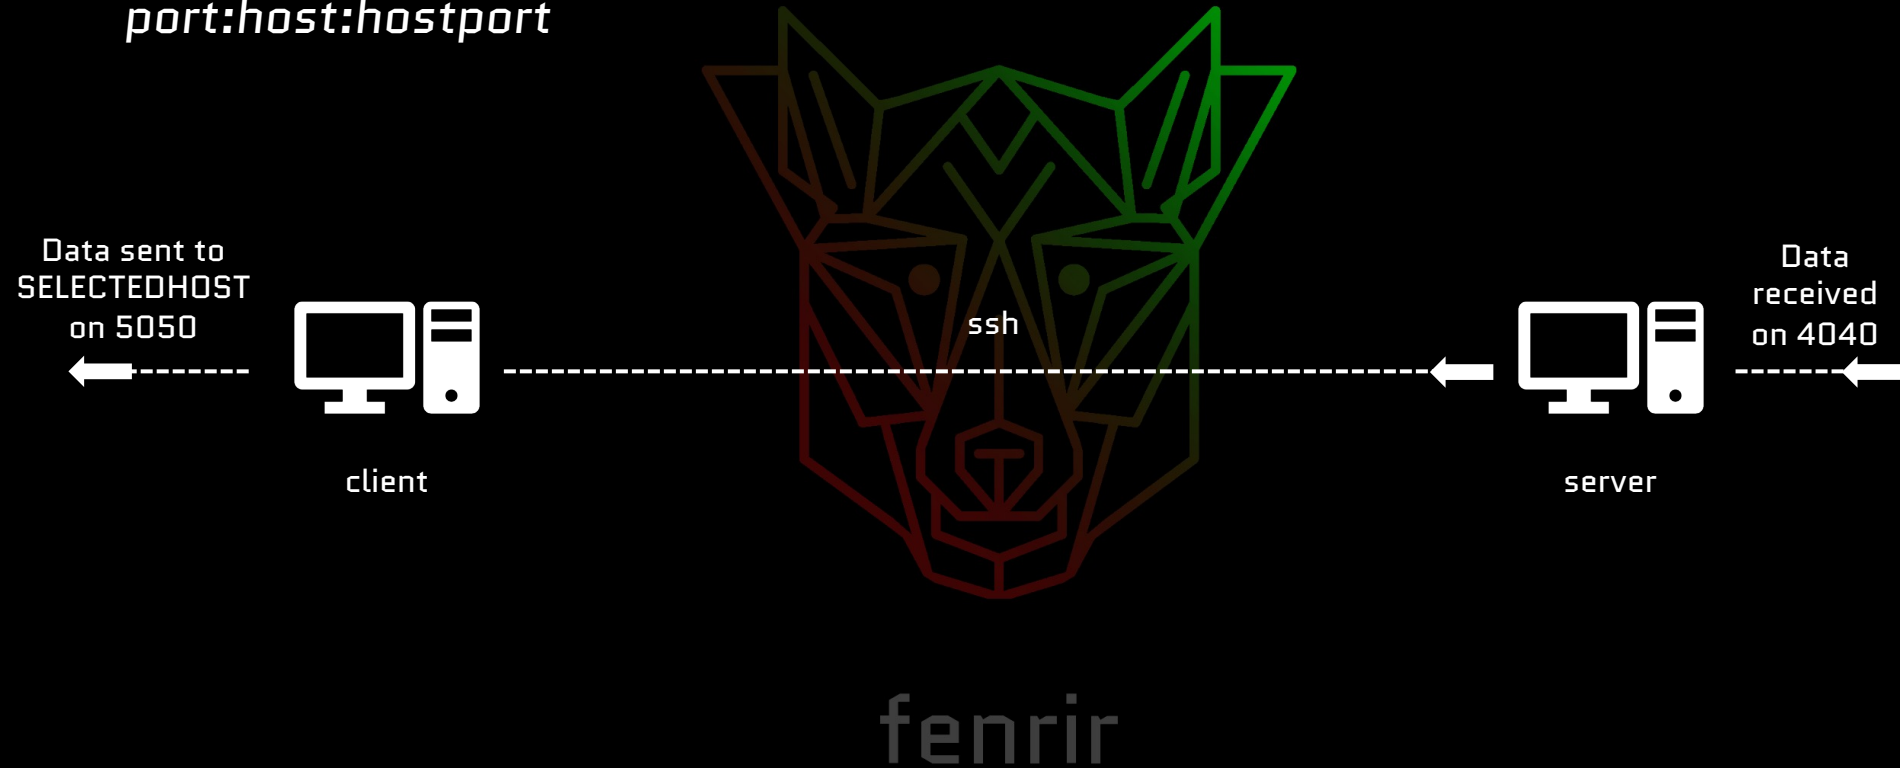 port:host:hostport
Data sent to
SELECTEDHOST
on 5050
ssh
Data
received
on 4040
client
server
fenrir